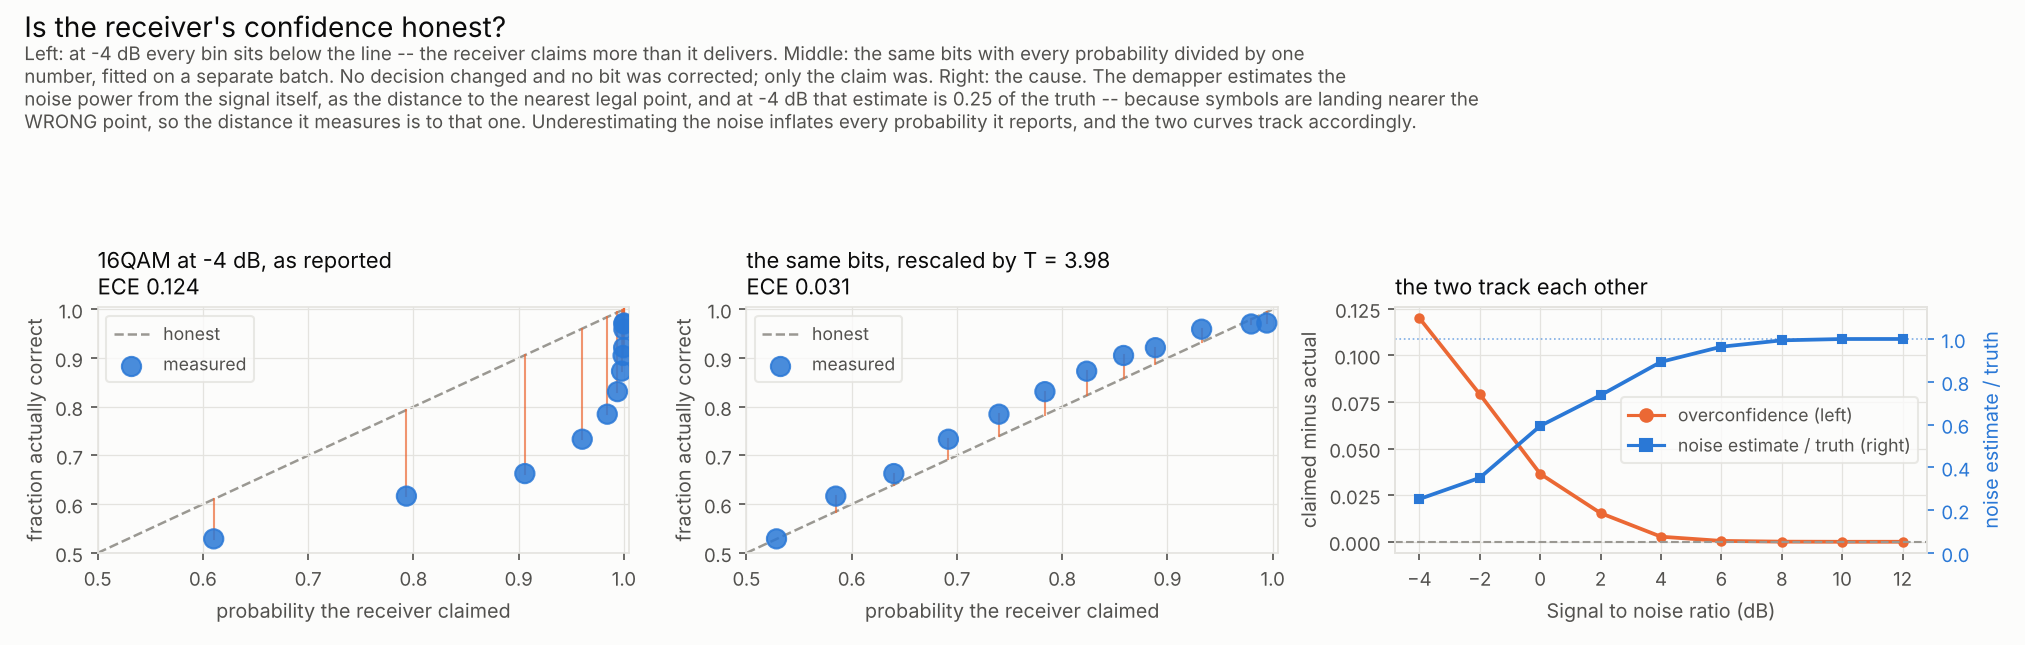 Is the receiver's confidence honest?
Left: at -4 dB every bin sits below the line -- the receiver claims more than it delivers. Middle: the same bits with every probability divided by one
number, fitted on a separate batch. No decision changed and no bit was corrected; only the claim was. Right: the cause. The demapper estimates the
noise power from the signal itself, as the distance to the nearest legal point, and at -4 dB that estimate is 0.25 of the truth -- because symbols are landing nearer the
WRONG point, so the distance it measures is to that one. Underestimating the noise inflates every probability it reports, and the two curves track accordingly.
16QAM at -4 dB, as reported
ECE 0.124
fraction actually correct
1.0
0.9
0.8
0.7
0.6
0.5
honest
measured
0.5 0.6 0.7 0.8 0.9 1.0
probability the receiver claimed
the same bits, rescaled by T = 3.98
ECE 0.031
fraction actually correct
1.0
0.9
0.8
0.7
0.6
0.5
honest
measured
0.5 0.6 0.7 0.8 0.9 1.0
probability the receiver claimed
the two track each other
claimed minus actual
0.125
0.100
0.075
0.050
0.025
0.000
overconfidence (left)
noise estimate / truth (right)
1.0
0.8
0.6
0.4
0.2
0.0
noise estimate / truth
−4 −2 0 2 4 6 8 10 12
Signal to noise ratio (dB)